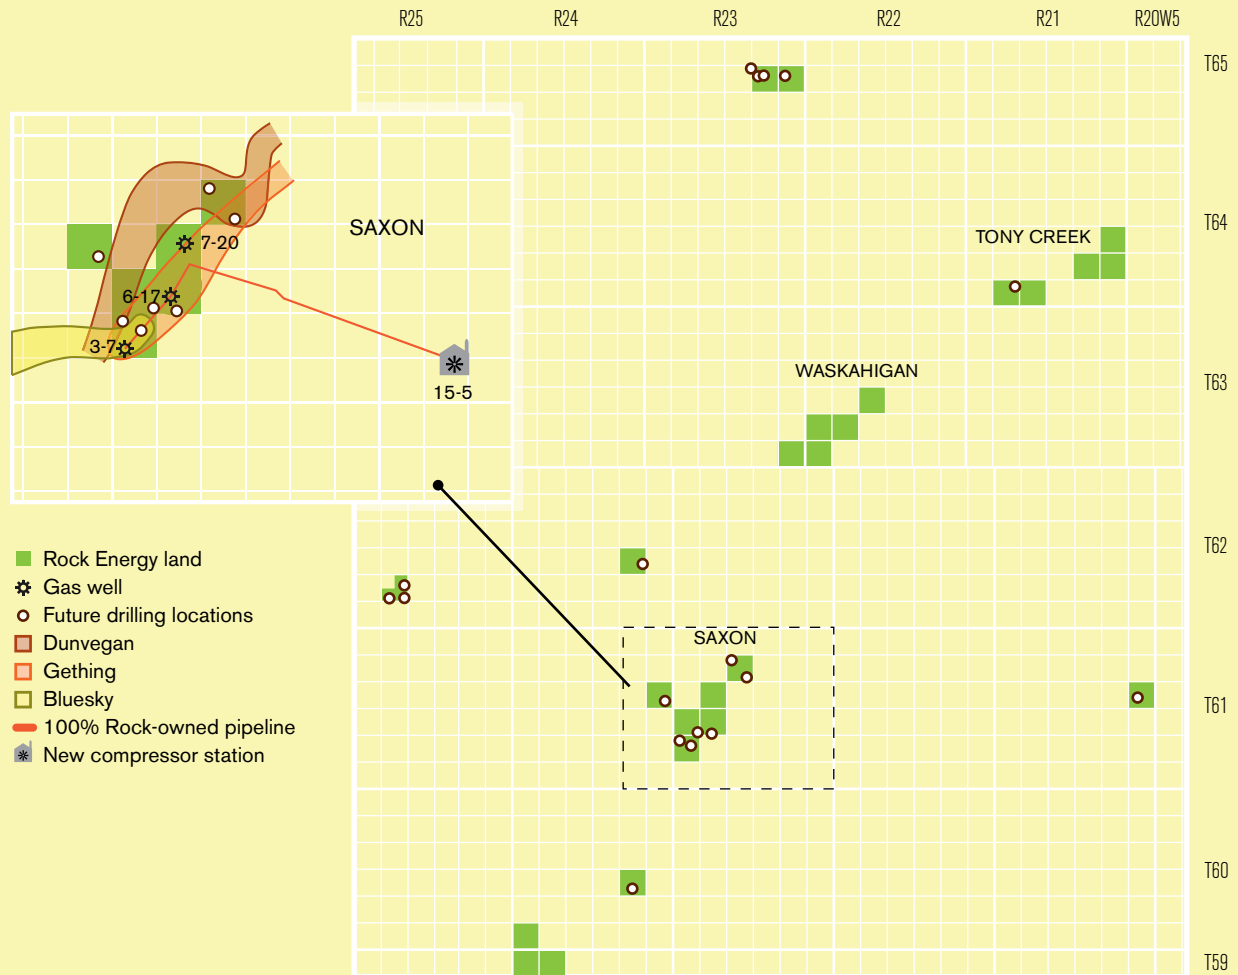 R25
R24
R23
R22
R21
R20W5
T65
SAXON
7-20
6-17
3-7
15-5
T64
TONY CREEK
WASKAHIGAN
T63
Rock Energy land
Gas well
Future drilling locations
Dunvegan
Gething
Bluesky
100% Rock-owned pipeline
New compressor station
T62
SAXON
T61
T60
T59